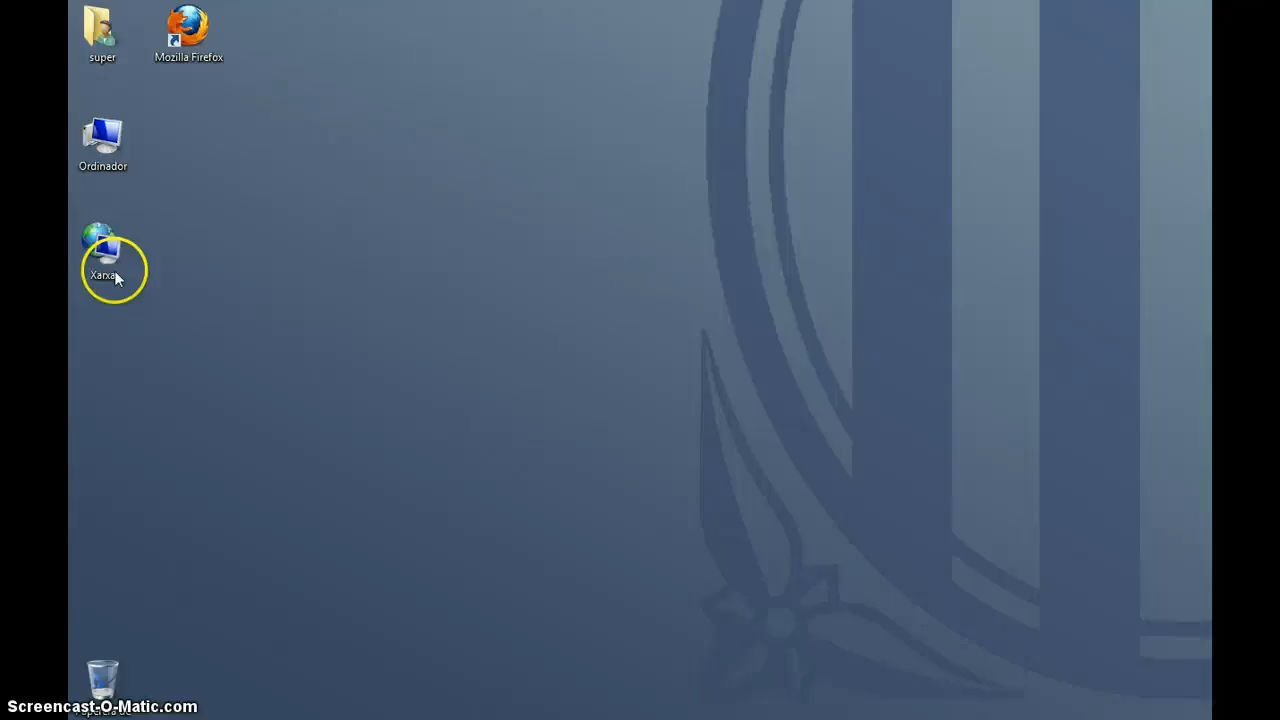 super
Mozilla Firefox
Ordinador
Xarxa
Screencast-O-Matic.com